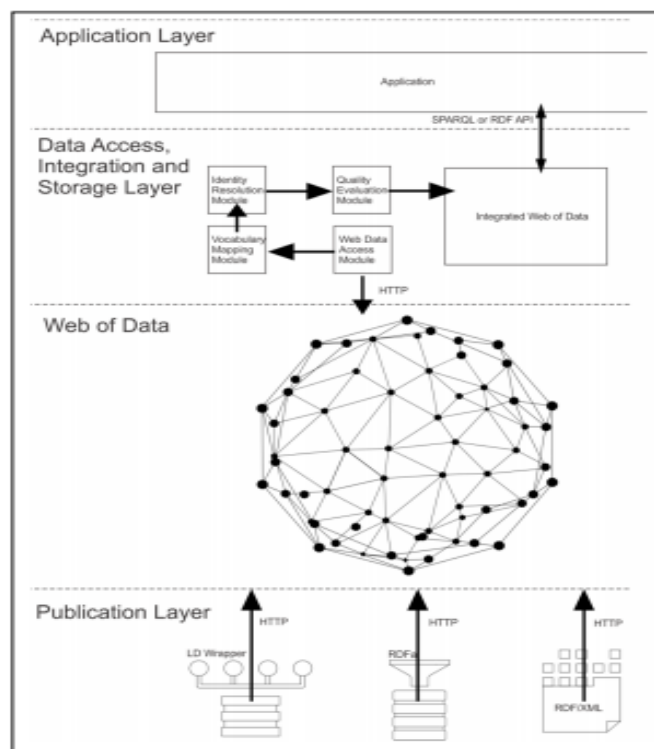 Application Layer
Application
SPARQL or RDF API
Data Access,
Integration and
Storage Layer
Identity
Resolution
Module
Quality
Evaluation
Module
Integrated Web of Data
Vocabulary
Mapping
Module
Web Data
Access
Module
HTTP
Web of Data
Publication Layer
HTTP
HTTP
HTTP
LD Wrapper
RDFa
RDF/XML